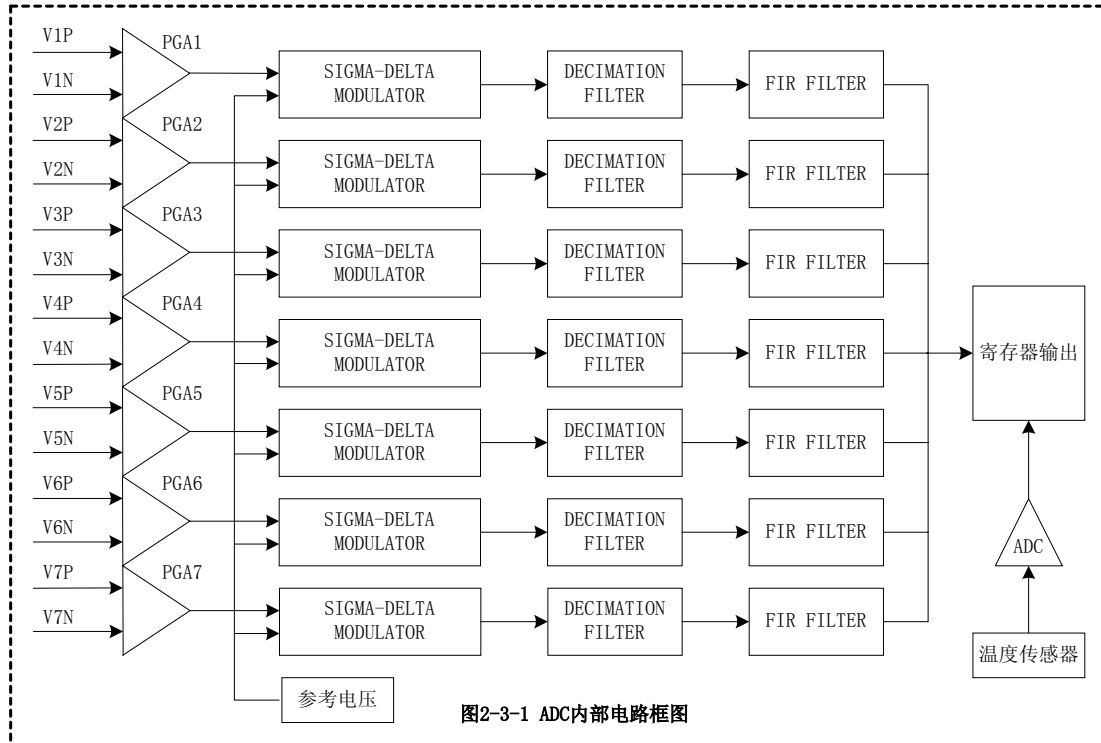 V1P
PGA1
V1N
SIGMA-DELTA
MODULATOR
DECIMATION
FILTER
FIR FILTER
V2P
PGA2
V2N
SIGMA-DELTA
MODULATOR
DECIMATION
FILTER
FIR FILTER
V3P
PGA3
V3N
SIGMA-DELTA
MODULATOR
DECIMATION
FILTER
FIR FILTER
V4P
PGA4
V4N
SIGMA-DELTA
MODULATOR
DECIMATION
FILTER
FIR FILTER
寄存器输出
V5P
PGA5
V5N
SIGMA-DELTA
MODULATOR
DECIMATION
FILTER
FIR FILTER
V6P
PGA6
V6N
SIGMA-DELTA
MODULATOR
DECIMATION
FILTER
FIR FILTER
ADC
V7P
PGA7
V7N
SIGMA-DELTA
MODULATOR
DECIMATION
FILTER
FIR FILTER
温度传感器
参考电压
图2-3-1 ADC内部电路框图